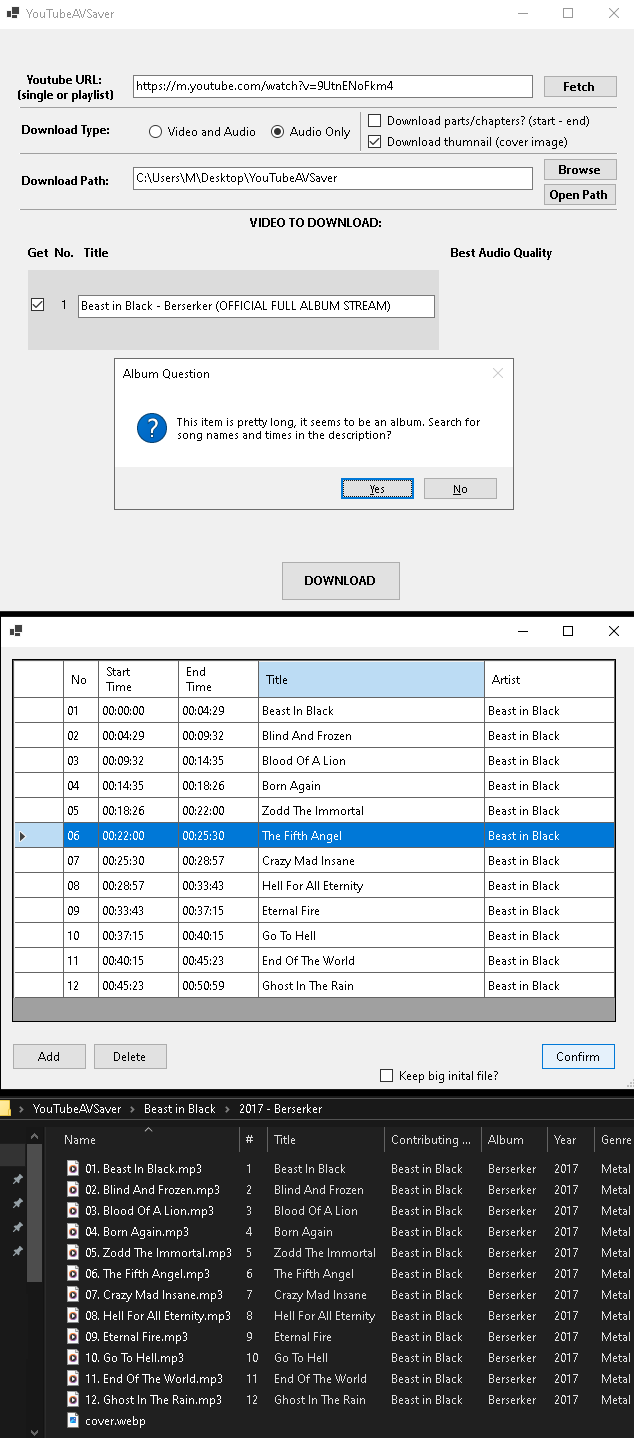 YouTubeAVSaver
Youtube URL:
(single or playlist)
https://m.youtube.com/watch?v=9UtnENoFkm4
Fetch
Download Type:
Video and Audio
Audio Only
Download parts/chapters? (start - end)
Download thumnail (cover image)
Download Path:
C:\Users\M\Desktop\YouTubeAVSaver
Browse
Open Path
VIDEO TO DOWNLOAD:
Get No. Title Best Audio Quality
1 Beast in Black - Berserker (OFFICIAL FULL ALBUM STREAM)
Album Question
This item is pretty long, it seems to be an album. Search for
song names and times in the description?
Yes No
DOWNLOAD
No Start Time End Time Title Artist
01 00:00:00 00:04:29 Beast In Black Beast in Black
02 00:04:29 00:09:32 Blind And Frozen Beast in Black
03 00:09:32 00:14:35 Blood Of A Lion Beast in Black
04 00:14:35 00:18:26 Born Again Beast in Black
05 00:18:26 00:22:00 Zodd The Immortal Beast in Black
06 00:22:00 00:25:30 The Fifth Angel Beast in Black
07 00:25:30 00:28:57 Crazy Mad Insane Beast in Black
08 00:28:57 00:33:43 Hell For All Eternity Beast in Black
09 00:33:43 00:37:15 Eternal Fire Beast in Black
10 00:37:15 00:40:15 Go To Hell Beast in Black
11 00:40:15 00:45:23 End Of The World Beast in Black
12 00:45:23 00:50:59 Ghost In The Rain Beast in Black
Add Delete Confirm
Keep big inital file?
YouTubeAVSaver > Beast in Black > 2017 - Berserker
Name # Title Contributing ... Album Year Genre
01. Beast In Black.mp3 1 Beast In Black Beast in Black Berserker 2017 Metal
02. Blind And Frozen.mp3 2 Blind And Frozen Beast in Black Berserker 2017 Metal
03. Blood Of A Lion.mp3 3 Blood Of A Lion Beast in Black Berserker 2017 Metal
04. Born Again.mp3 4 Born Again Beast in Black Berserker 2017 Metal
05. Zodd The Immortal.mp3 5 Zodd The Immortal Beast in Black Berserker 2017 Metal
06. The Fifth Angel.mp3 6 The Fifth Angel Beast in Black Berserker 2017 Metal
07. Crazy Mad Insane.mp3 7 Crazy Mad Insane Beast in Black Berserker 2017 Metal
08. Hell For All Eternity.mp3 8 Hell For All Eternity Beast in Black Berserker 2017 Metal
09. Eternal Fire.mp3 9 Eternal Fire Beast in Black Berserker 2017 Metal
10. Go To Hell.mp3 10 Go To Hell Beast in Black Berserker 2017 Metal
11. End Of The World.mp3 11 End Of The World Beast in Black Berserker 2017 Metal
12. Ghost In The Rain.mp3 12 Ghost In The Rain Beast in Black Berserker 2017 Metal
cover.webp